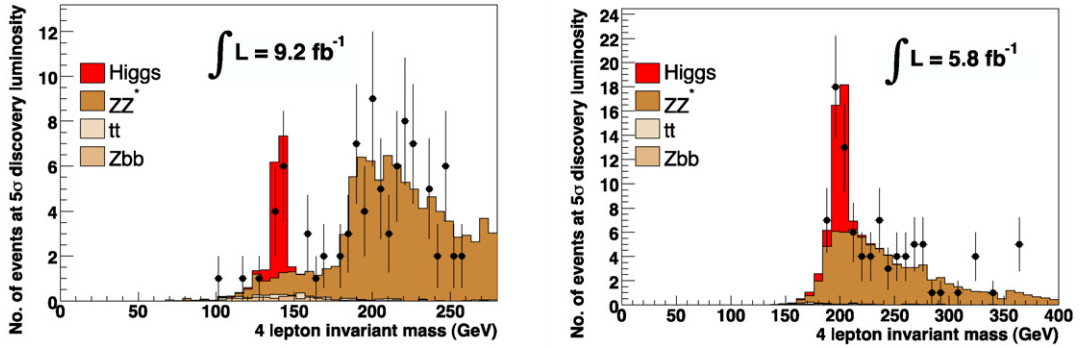 No. of events at 5σ discovery luminosity
12
10
8
6
4
2
0
∫ L = 9.2 fb⁻¹
Higgs
ZZ*
tt
Zbb
0 50 100 150 200 250
4 lepton invariant mass (GeV)
No. of events at 5σ discovery luminosity
24
22
20
18
16
14
12
10
8
6
4
2
0
∫ L = 5.8 fb⁻¹
Higgs
ZZ*
tt
Zbb
0 50 100 150 200 250 300 350 400
4 lepton invariant mass (GeV)